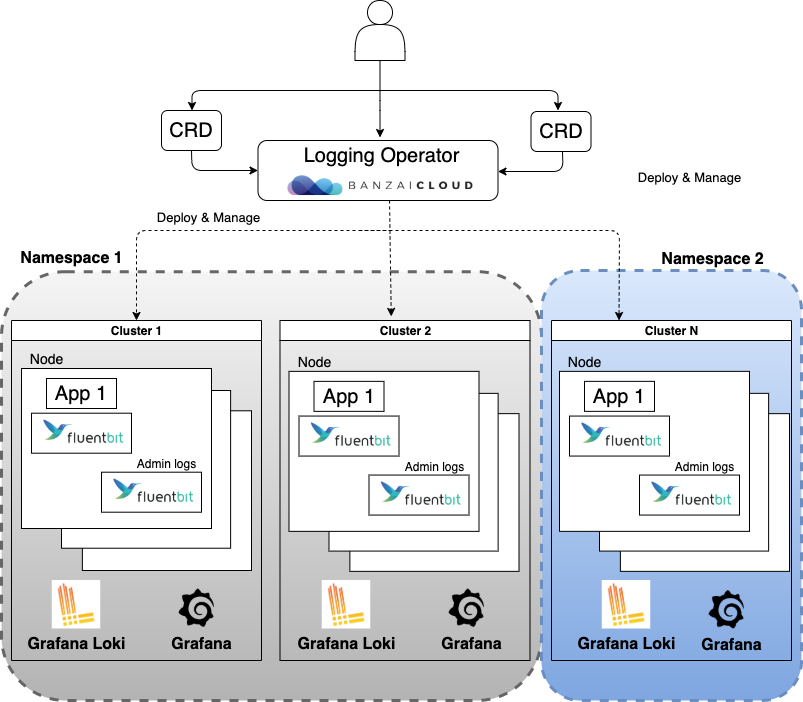 CRD
CRD
Logging Operator
BANZAICLOUD
Deploy & Manage
Deploy & Manage
Namespace 1
Namespace 2
Cluster 1
Cluster 2
Cluster N
Node
Node
Node
App 1
App 1
App 1
fluentbit
fluentbit
fluentbit
Admin logs
Admin logs
Admin logs
fluentbit
fluentbit
fluentbit
Grafana Loki
Grafana
Grafana Loki
Grafana
Grafana Loki
Grafana